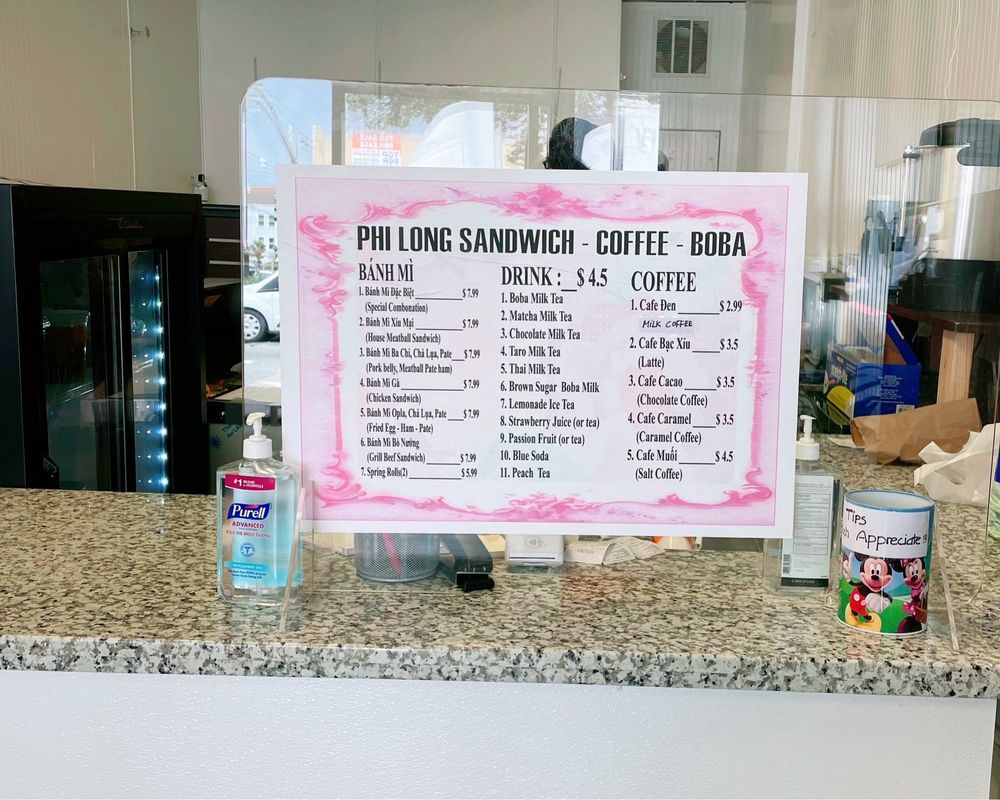 PHI LONG SANDWICH - COFFEE - BOBA
BÁNH MÌ
1. Bánh Mì Đặc Biệt $ 7.99
(Special Combonation)
2. Bánh Mì Xíu Mại $ 7.99
(House Meatball Sandwich)
3. Bánh Mì Ba Chỉ, Chả Lụa, Pate $ 7.99
(Pork belly, Meatball Pate ham)
4. Bánh Mì Gà $ 7.99
(Chicken Sandwich)
5. Bánh Mì Opla, Chả Lụa, Pate $ 7.99
(Fried Egg - Ham - Pate)
6. Bánh Mì Bò Nướng
(Grill Beef Sandwich) $ 7.99
7. Spring Rolls(2) $ 5.99
DRINK : $ 4.5
1. Boba Milk Tea
2. Matcha Milk Tea
3. Chocolate Milk Tea
4. Taro Milk Tea
5. Thai Milk Tea
6. Brown Sugar Boba Milk
7. Lemonade Ice Tea
8. Strawberry Juice (or tea)
9. Passion Fruit (or tea)
10. Blue Soda
11. Peach Tea
COFFEE
1. Cafe Đen $ 2.99
MILK COFFEE
2. Cafe Bạc Xỉu $ 3.5
(Latte)
3. Cafe Cacao $ 3.5
(Chocolate Coffee)
4. Cafe Caramel $ 3.5
(Caramel Coffee)
5. Cafe Muối $ 4.5
(Salt Coffee)
#1 BRAND
IN HOSPITALS
Purell
ADVANCED
KILLS THE MOST GERMS
Tips
Appreciate !!